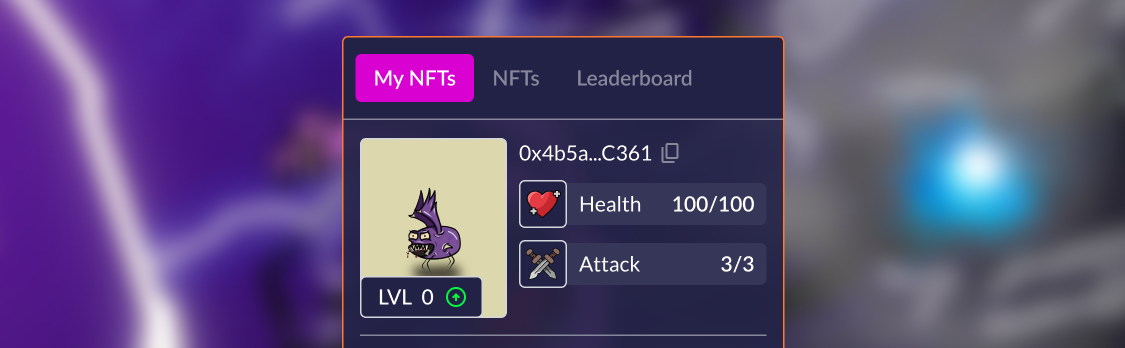 My NFTs NFTs Leaderboard
0x4b5a...C361
Health 100/100
Attack 3/3
LVL 0